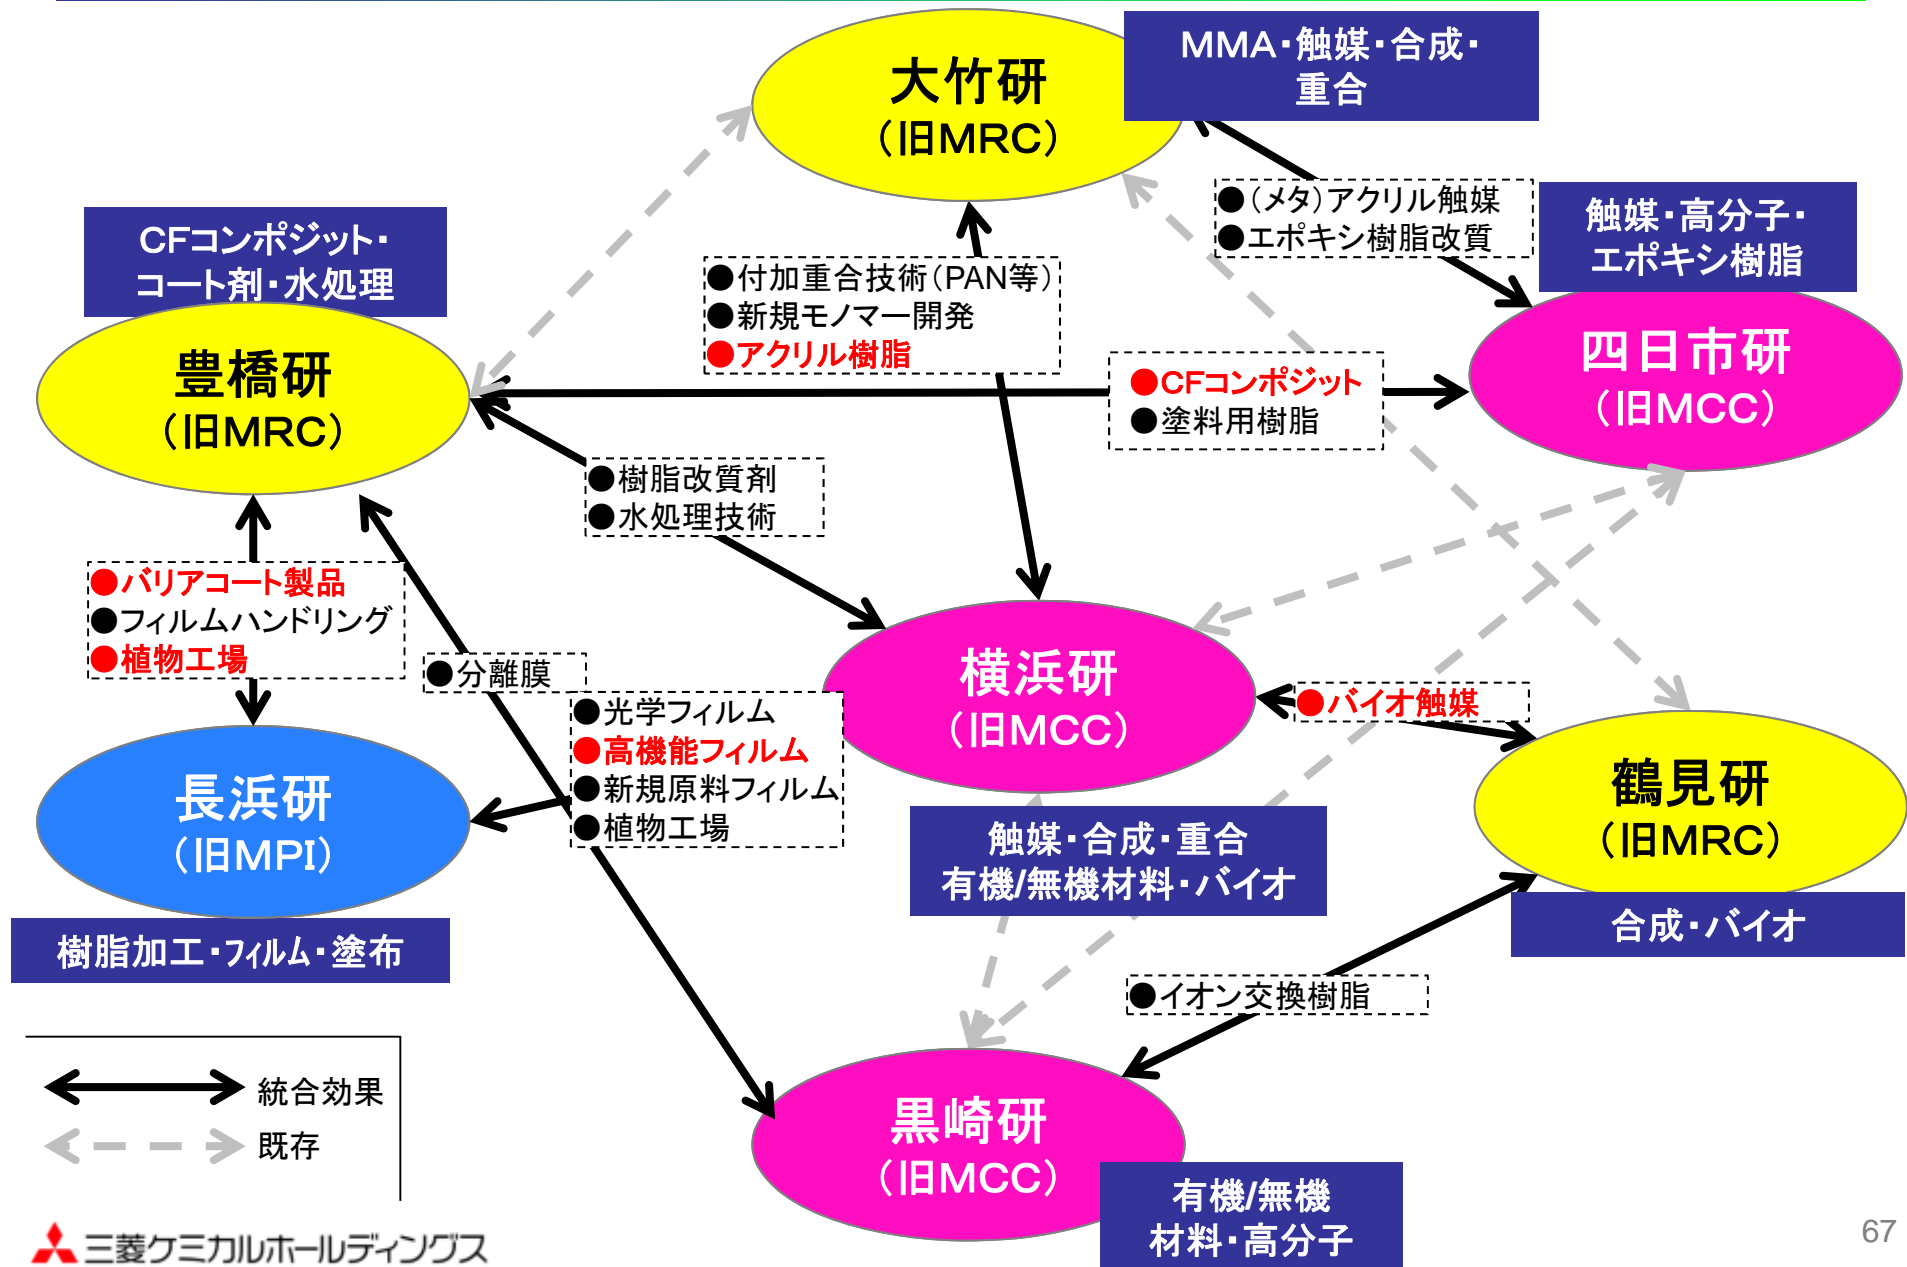 大竹研
（旧MRC）
MMA・触媒・合成・
重合
●（メタ）アクリル触媒
●エポキシ樹脂改質
触媒・高分子・
エポキシ樹脂
四日市研
（旧MCC）
CFコンポジット・
コート剤・水処理
豊橋研
（旧MRC）
●付加重合技術（PAN等）
●新規モノマー開発
●アクリル樹脂
●CFコンポジット
●塗料用樹脂
●樹脂改質剤
●水処理技術
●バリアコート製品
●フィルムハンドリング
●植物工場
●分離膜
●光学フィルム
●高機能フィルム
●新規原料フィルム
●植物工場
横浜研
（旧MCC）
触媒・合成・重合
有機/無機材料・バイオ
●バイオ触媒
鶴見研
（旧MRC）
合成・バイオ
長浜研
（旧MPI）
樹脂加工・フィルム・塗布
●イオン交換樹脂
黒崎研
（旧MCC）
有機/無機
材料・高分子
統合効果
既存
三菱ケミカルホールディングス
67